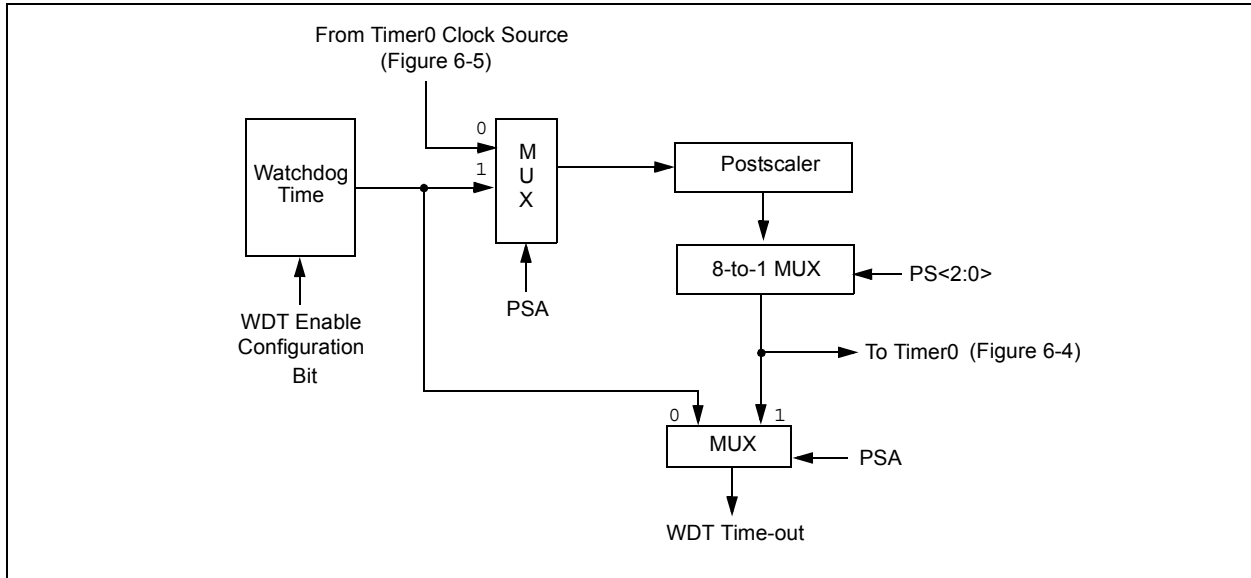 From Timer0 Clock Source
(Figure 6-5)
0
1
M
U
X
Watchdog
Time
Postscaler
8-to-1 MUX
PS<2:0>
PSA
WDT Enable
Configuration
Bit
To Timer0 (Figure 6-4)
0
1
MUX
PSA
WDT Time-out